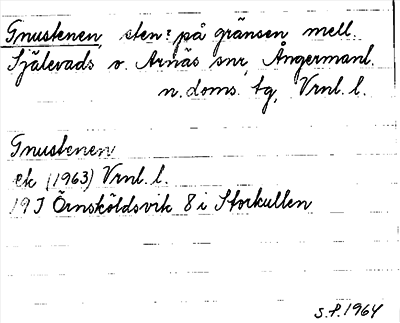 Gnustenen, sten: på gränsen mell.
Själevads o. Arnäs snr, Ångermanl.
n. doms. tg, Vrnl. l.
Gnustenen
ek (1963) Vrnl. l.
19 J Örnsköldsvik 8 i Storkullen
S.F. 1964